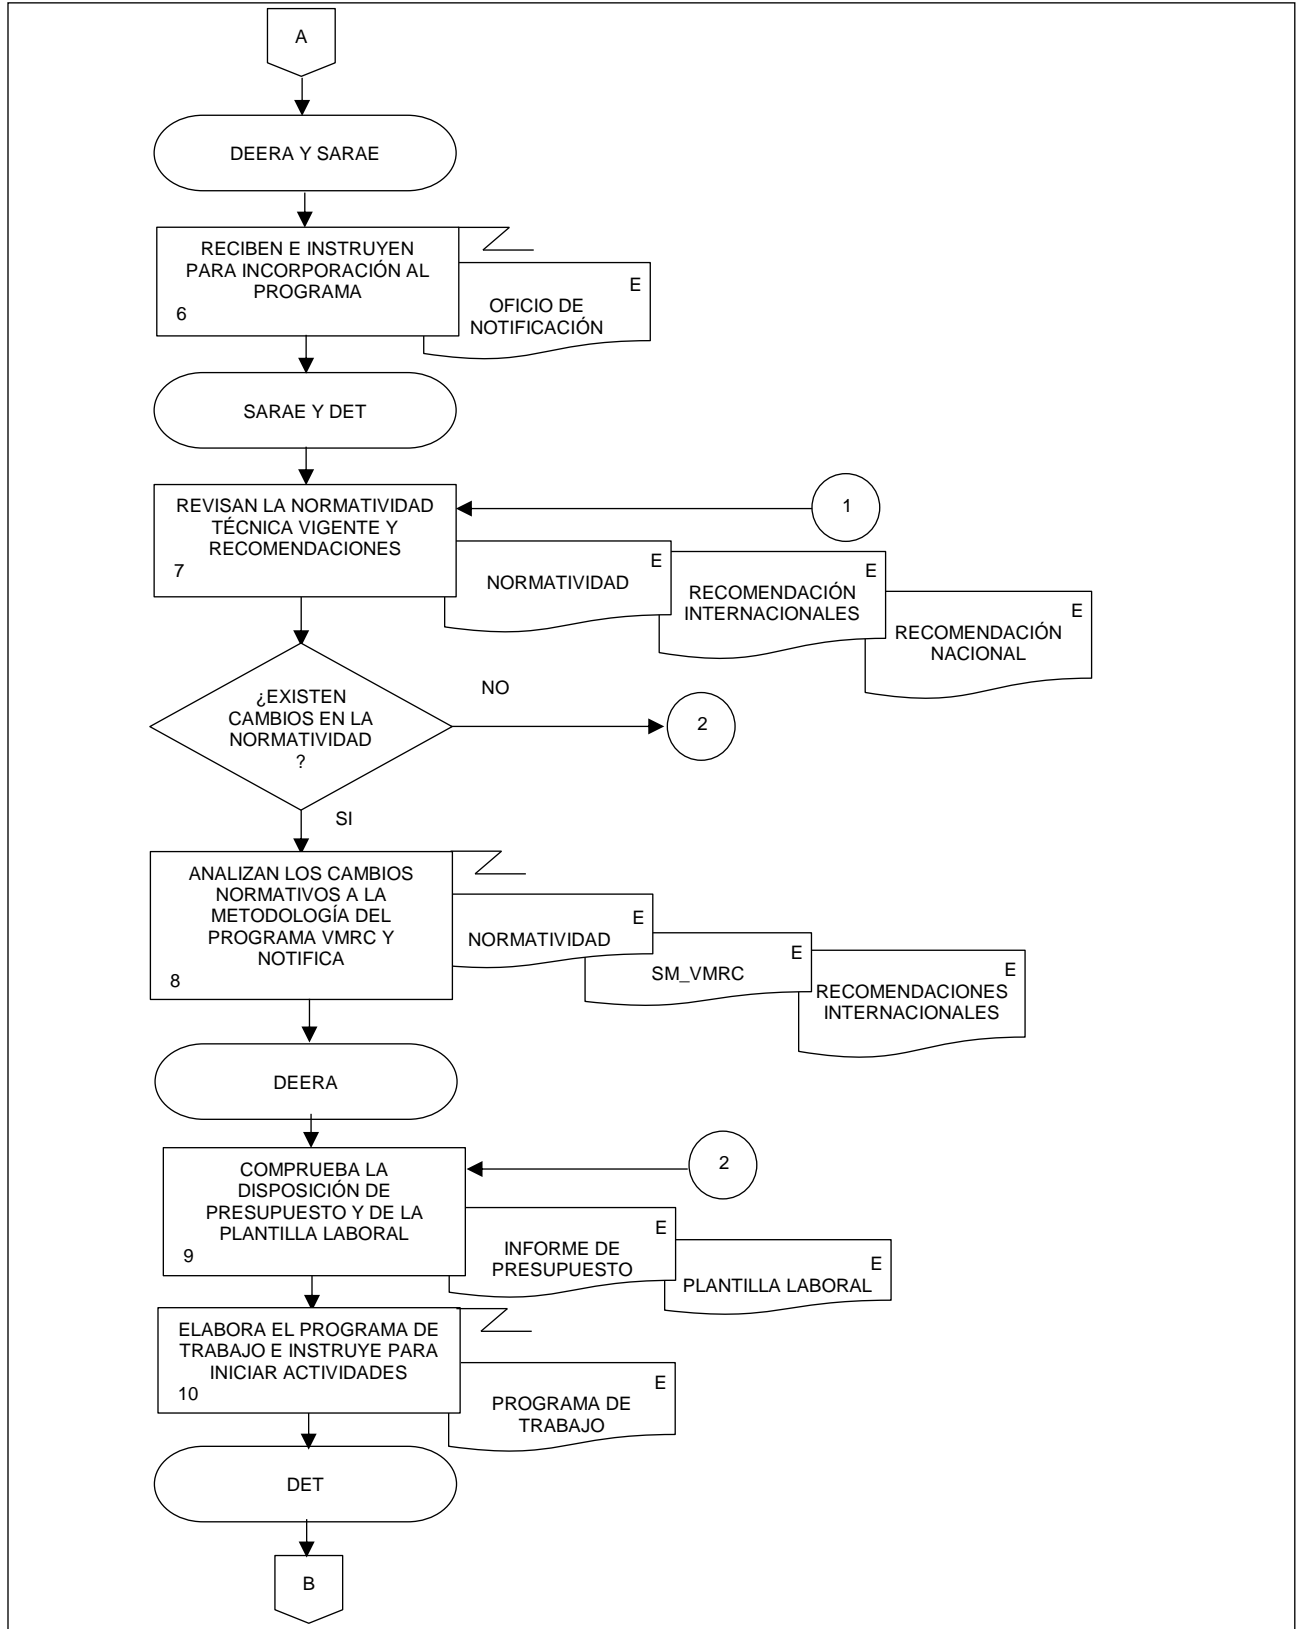 A
DEERA Y SARAE
RECIBEN E INSTRUYEN
PARA INCORPORACIÓN AL
PROGRAMA
6
E
OFICIO DE
NOTIFICACIÓN
SARAE Y DET
REVISAN LA NORMATIVIDAD
TÉCNICA VIGENTE Y
RECOMENDACIONES
7
1
E
NORMATIVIDAD
E
RECOMENDACIÓN
INTERNACIONALES
E
RECOMENDACIÓN
NACIONAL
¿EXISTEN
CAMBIOS EN LA
NORMATIVIDAD
?
NO
2
SI
ANALIZAN LOS CAMBIOS
NORMATIVOS A LA
METODOLOGÍA DEL
PROGRAMA VMRC Y
NOTIFICA
8
E
NORMATIVIDAD
E
SM_VMRC
E
RECOMENDACIONES
INTERNACIONALES
DEERA
COMPRUEBA LA
DISPOSICIÓN DE
PRESUPUESTO Y DE LA
PLANTILLA LABORAL
9
2
E
INFORME DE
PRESUPUESTO
E
PLANTILLA LABORAL
ELABORA EL PROGRAMA DE
TRABAJO E INSTRUYE PARA
INICIAR ACTIVIDADES
10
E
PROGRAMA DE
TRABAJO
DET
B